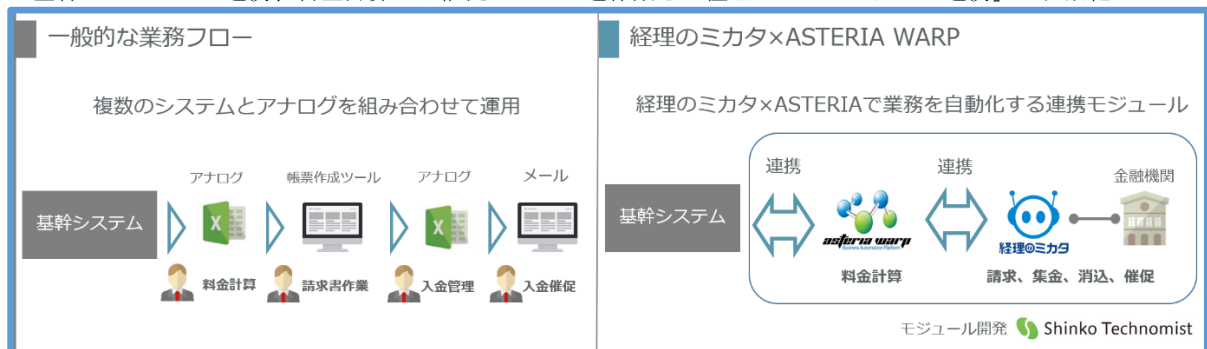 一般的な業務フロー
複数のシステムとアナログを組み合わせて運用
アナログ
帳票作成ツール
アナログ
メール
基幹システム
X
X
料金計算
請求書作業
入金管理
入金催促
経理のミカタ×ASTERIA WARP
経理のミカタ×ASTERIAで業務を自動化する連携モジュール
連携
連携
金融機関
基幹システム
asteria warp
Business Automation Platform
経理のミカタ
料金計算
請求、集金、消込、催促
モジュール開発 Shinko Technomist